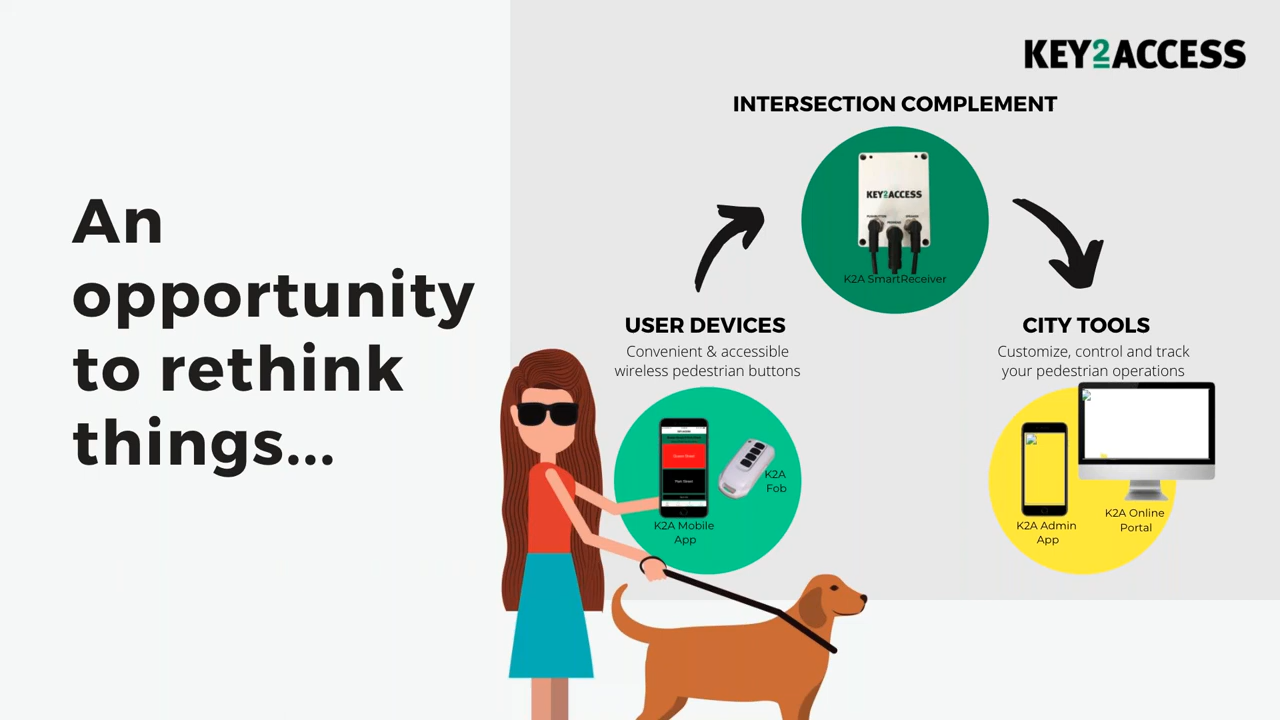 An
opportunity
to rethink
things...
KEY2ACCESS
INTERSECTION COMPLEMENT
KEY2ACCESS
K2A SmartReceiver
USER DEVICES
Convenient & accessible
wireless pedestrian buttons
K2A
Fob
K2A Mobile
App
CITY TOOLS
Customize, control and track
your pedestrian operations
K2A Admin
App
K2A Online
Portal